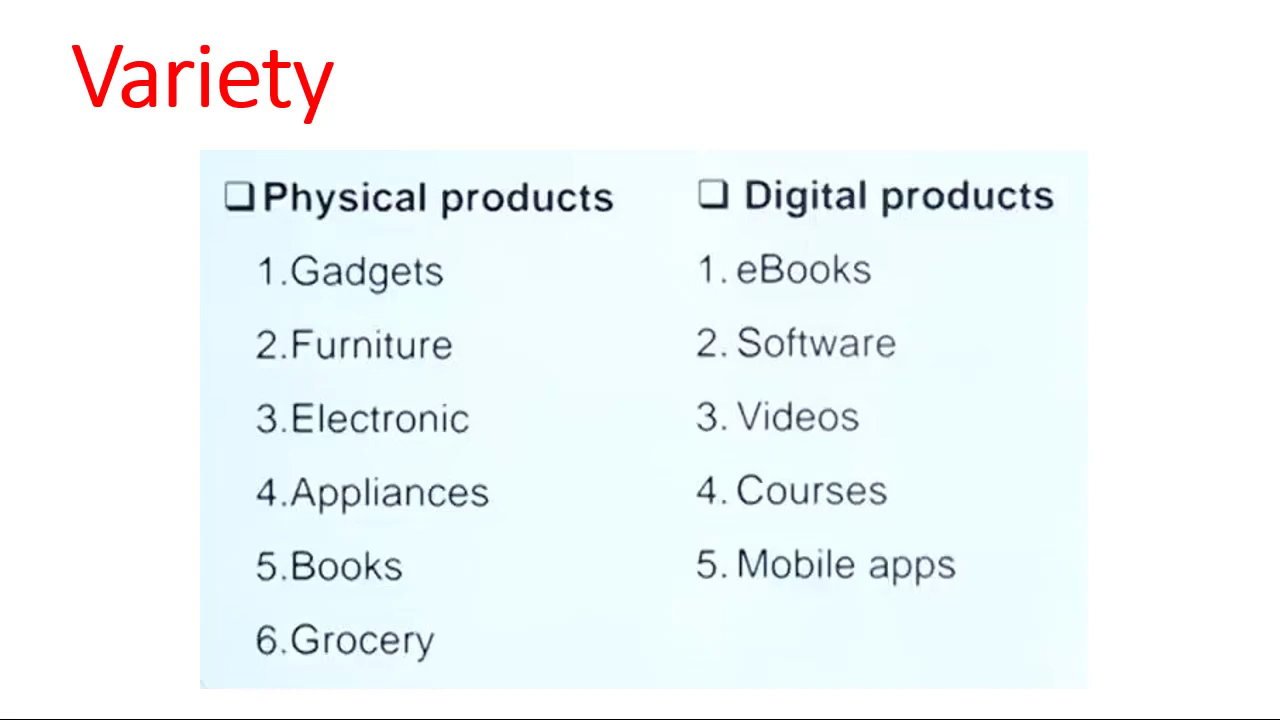 Variety
❑ Physical products
1.Gadgets
2.Furniture
3.Electronic
4.Appliances
5.Books
6.Grocery
❑ Digital products
1. eBooks
2. Software
3. Videos
4. Courses
5. Mobile apps